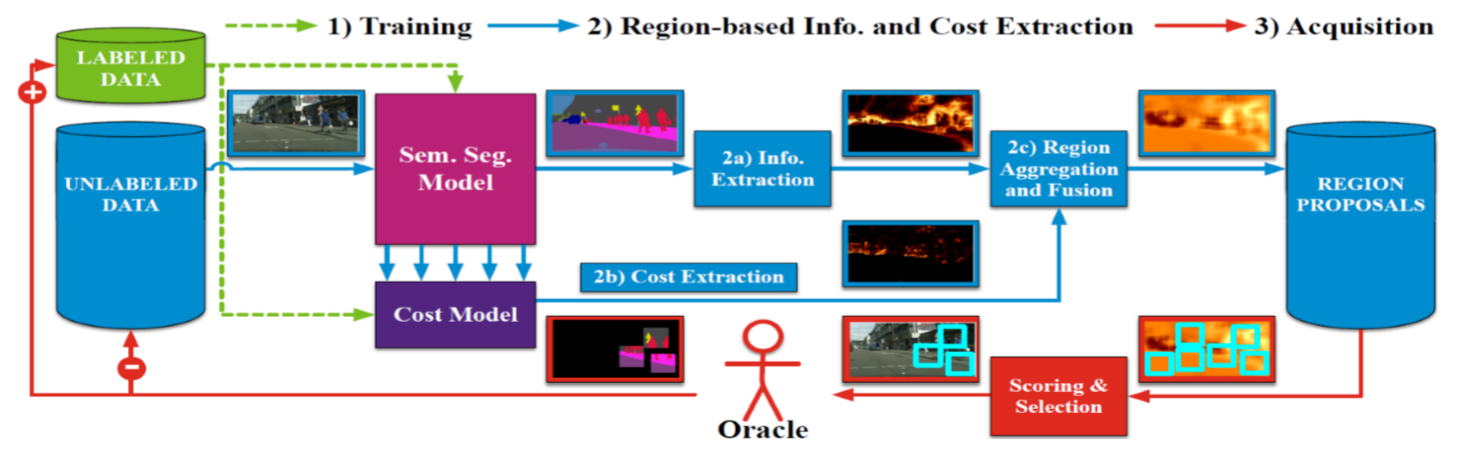 1) Training
2) Region-based Info. and Cost Extraction
3) Acquisition
LABELED
DATA
UNLABELED
DATA
Sem. Seg.
Model
2a) Info.
Extraction
2c) Region
Aggregation
and Fusion
REGION
PROPOSALS
2b) Cost Extraction
Cost Model
Scoring &
Selection
Oracle